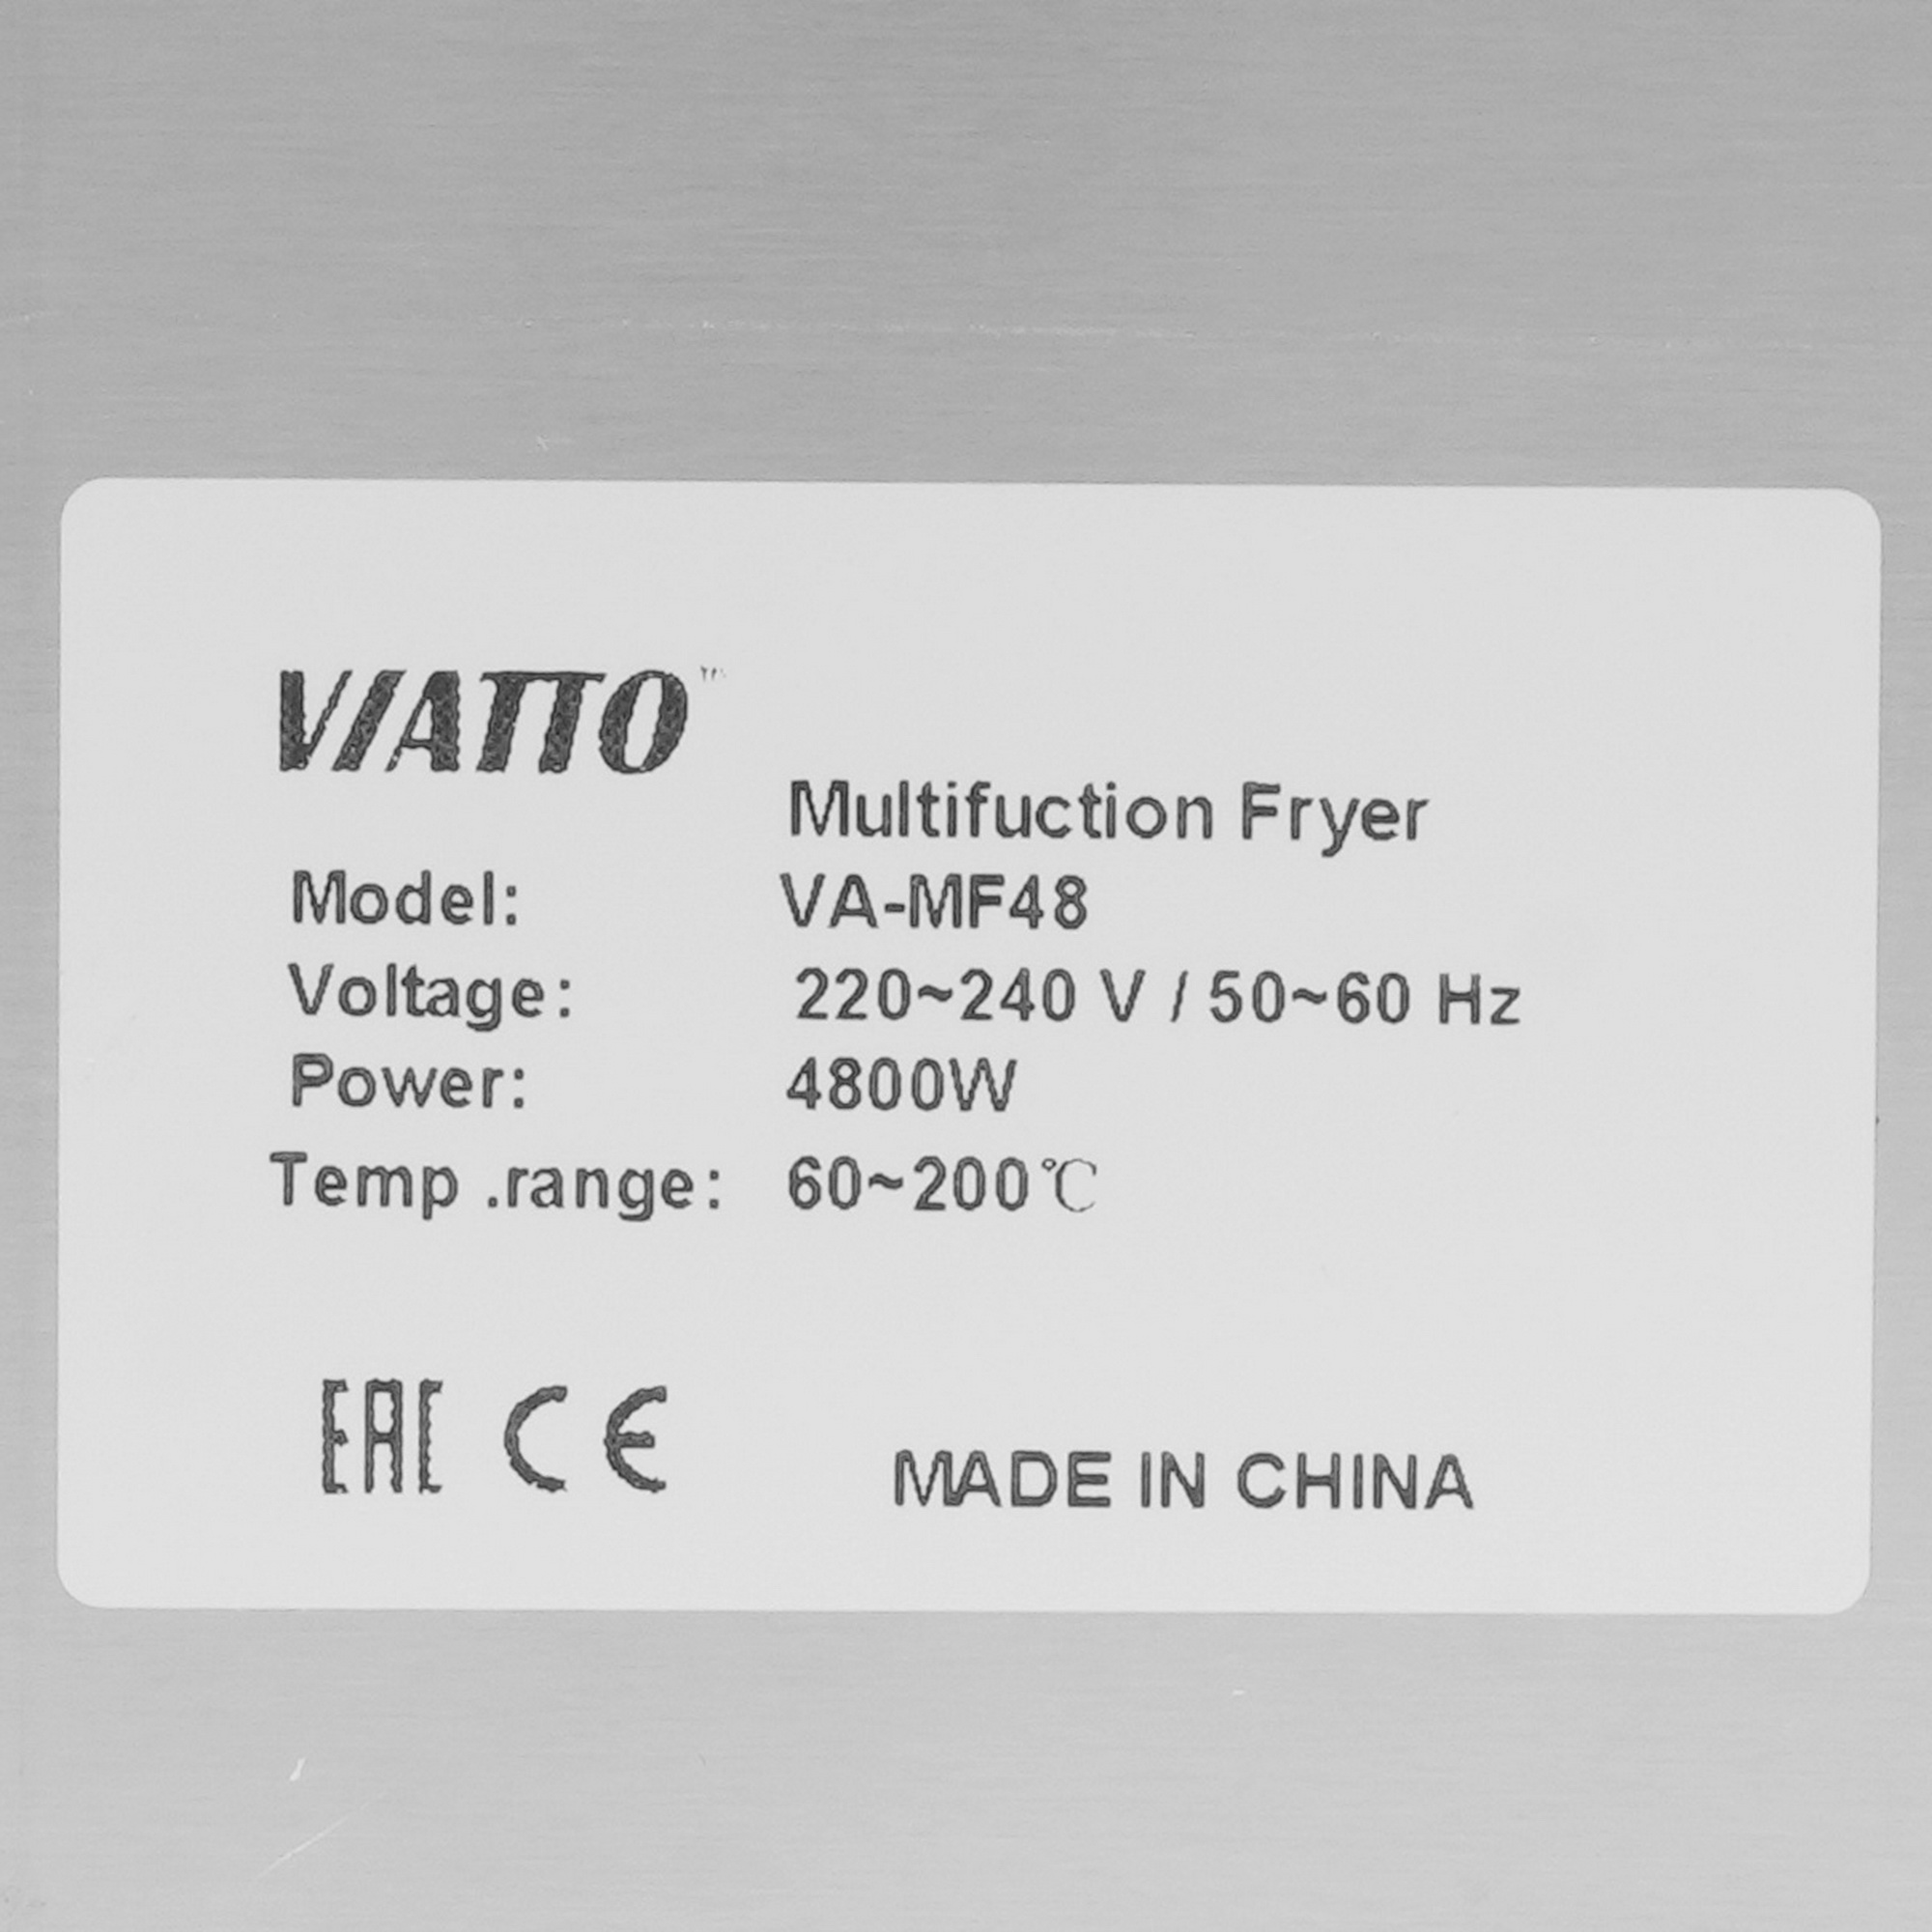 VIATTO™
Multifuction Fryer
Model: VA-MF48
Voltage: 220~240 V / 50~60 Hz
Power: 4800W
Temp .range: 60~200℃
EAC CE
MADE IN CHINA